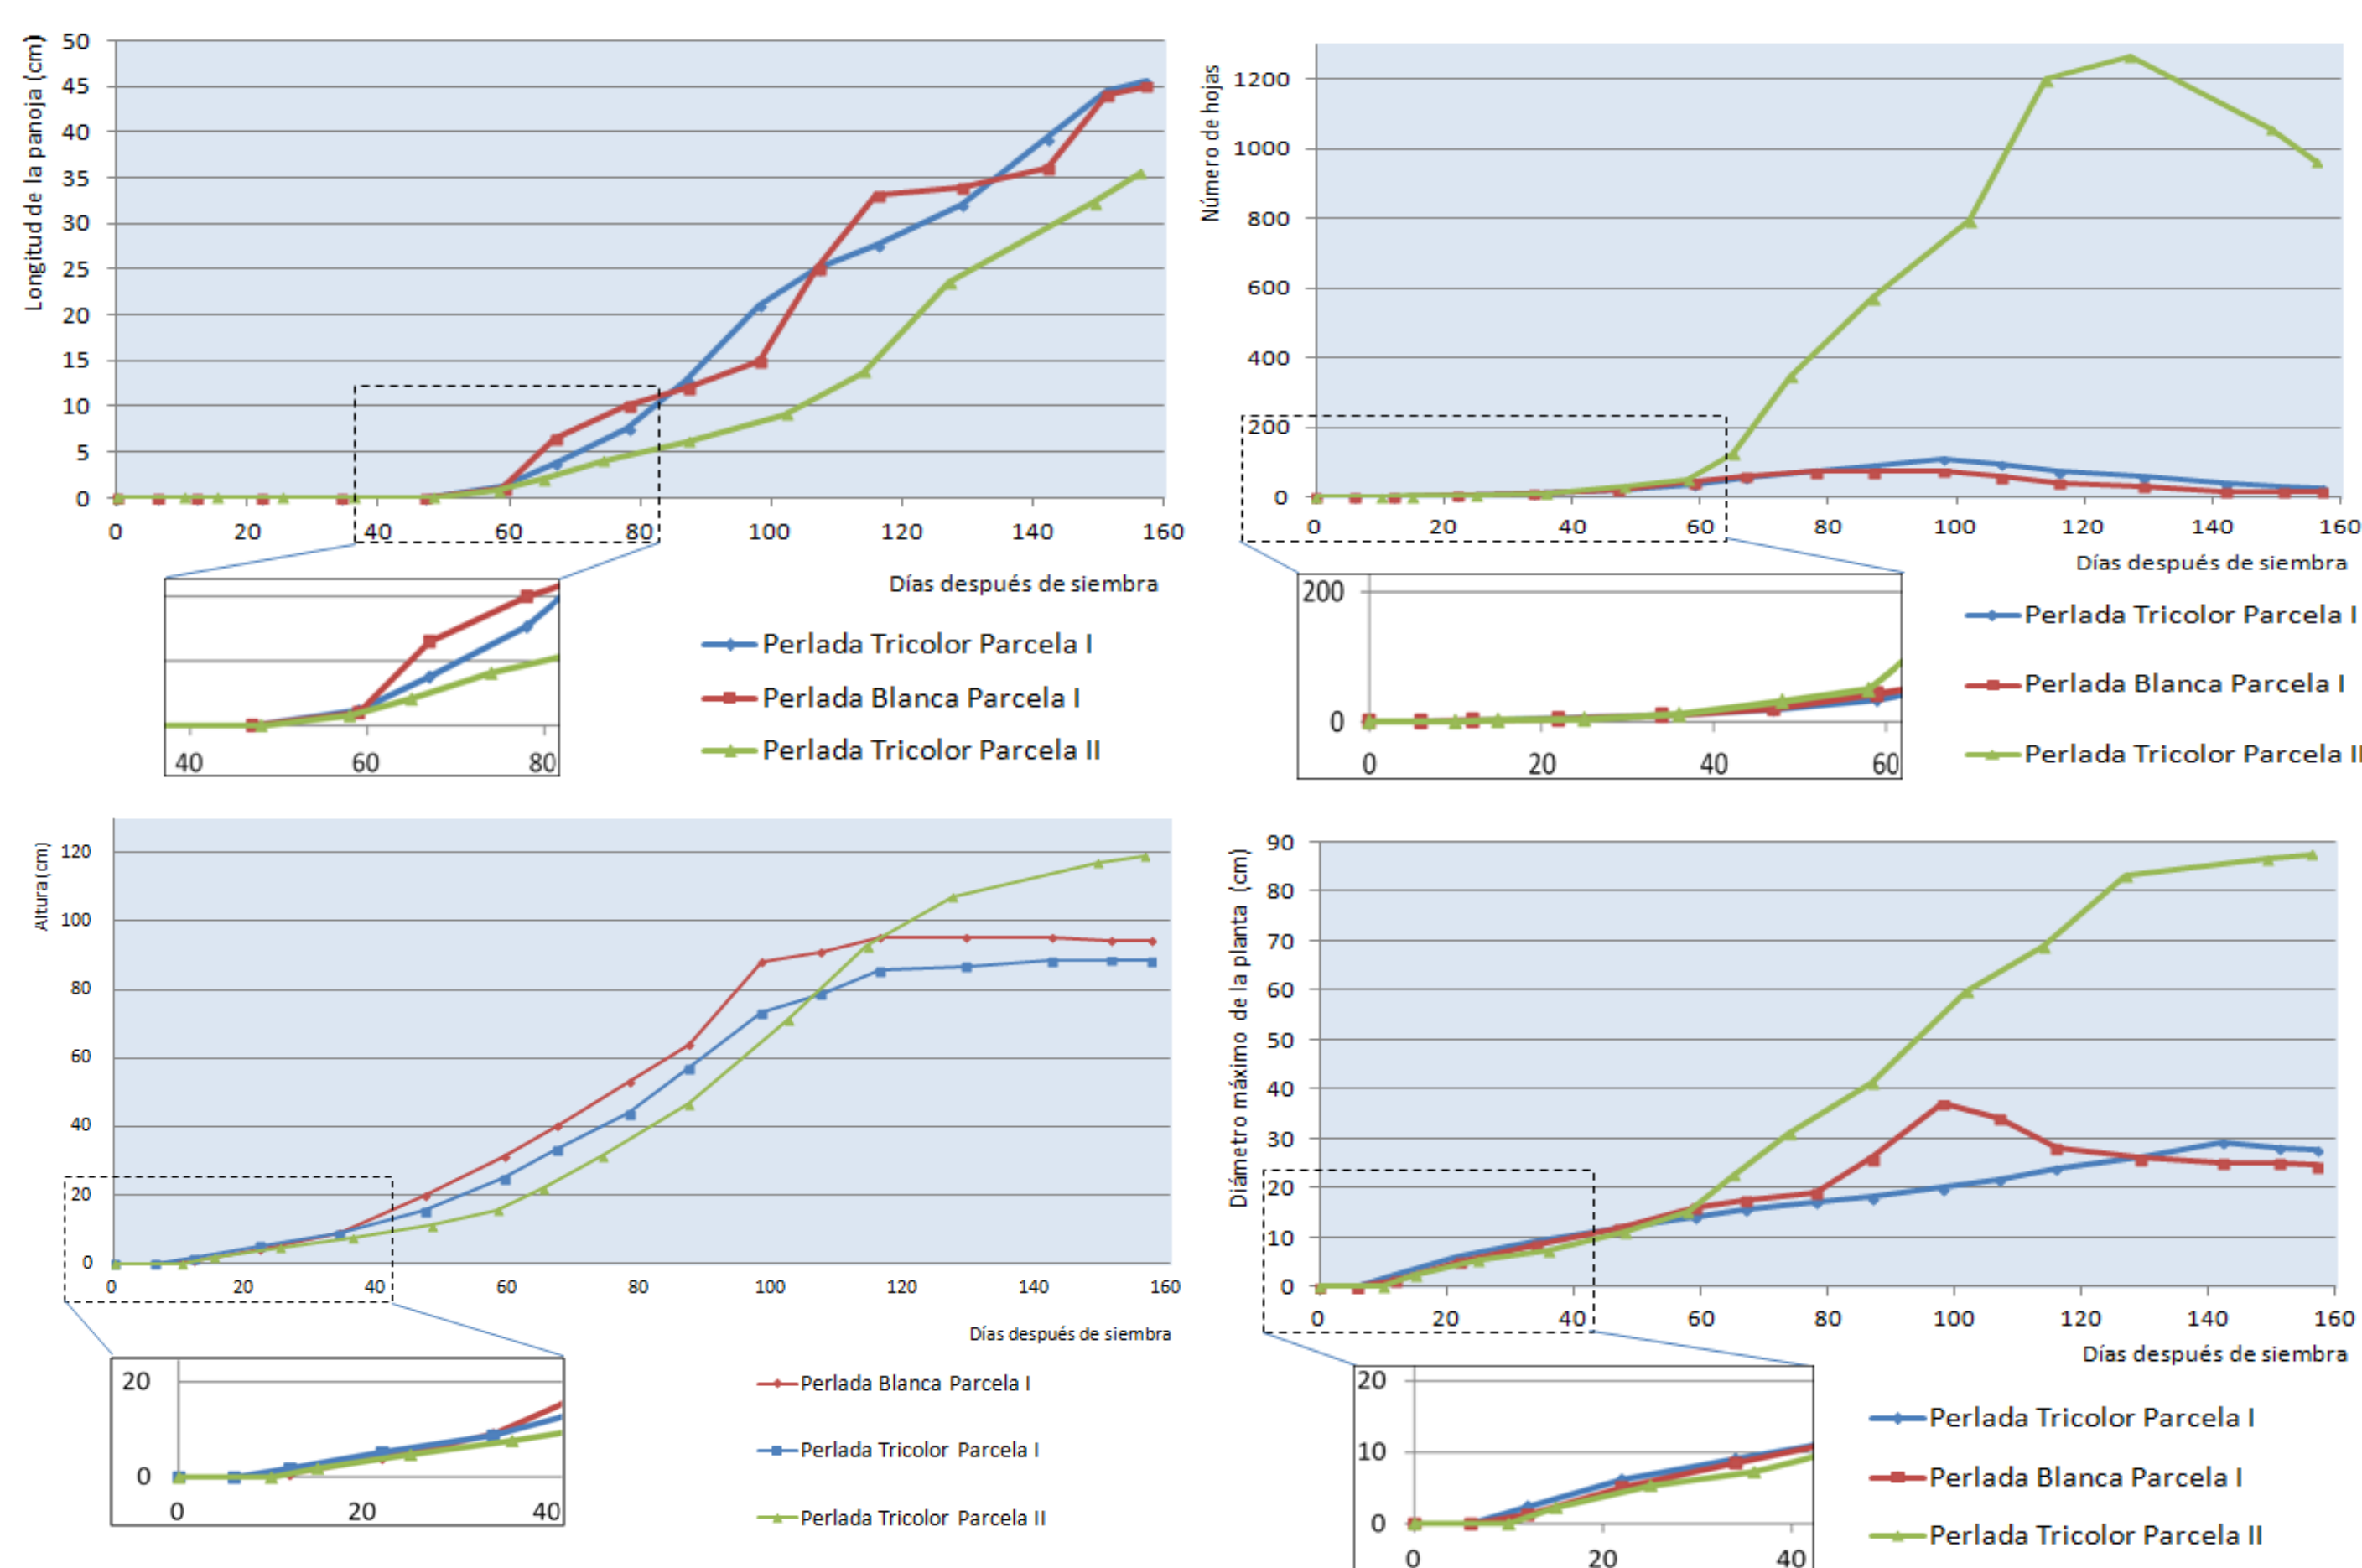 Longitud de la panoja (cm)
50
45
40
35
30
25
20
15
10
5
0
0 20 40 60 80 100 120 140 160
Días después de siembra
40 60 80
Perlada Tricolor Parcela I
Perlada Blanca Parcela I
Perlada Tricolor Parcela II
Número de hojas
1200
1000
800
600
400
200
0
0 20 40 60 80 100 120 140 160
Días después de siembra
200
0
0 20 40 60
Perlada Tricolor Parcela I
Perlada Blanca Parcela I
Perlada Tricolor Parcela II
Altura (cm)
120
100
80
60
40
20
0
0 20 40 60 80 100 120 140 160
Días después de siembra
20
0
0 20 40
Perlada Blanca Parcela I
Perlada Tricolor Parcela I
Perlada Tricolor Parcela II
Diámetro máximo de la planta (cm)
90
80
70
60
50
40
30
20
10
0
0 20 40 60 80 100 120 140 160
Días después de siembra
20
10
0
0 20 40
Perlada Tricolor Parcela I
Perlada Blanca Parcela I
Perlada Tricolor Parcela II